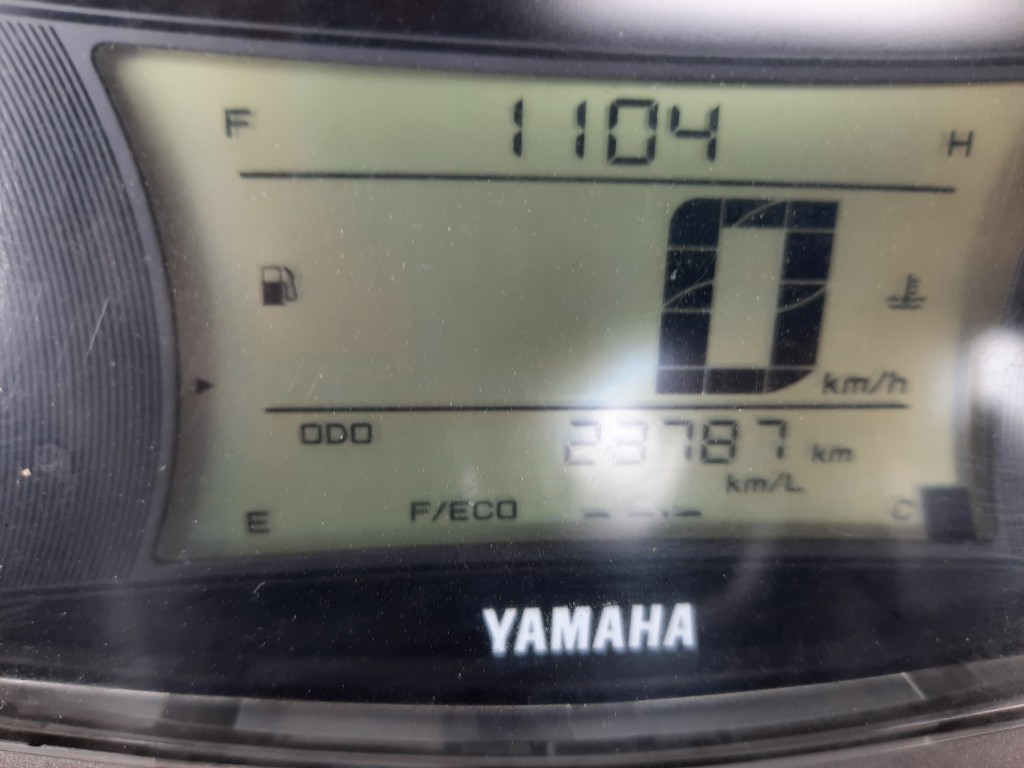 F 1104 H
0 km/h
ODO 23787 km
km/L
E F/ECO --.- C
YAMAHA